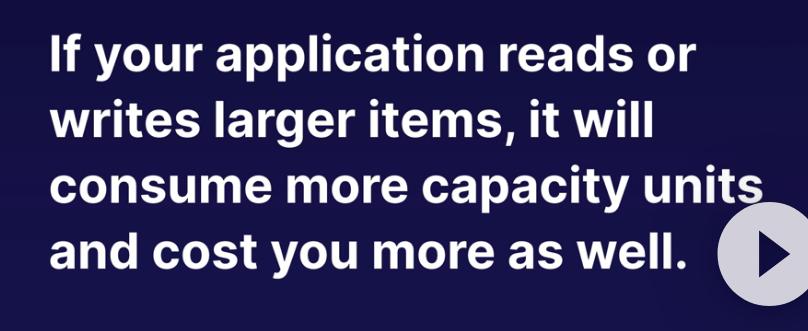 If your application reads or
writes larger items, it will
consume more capacity units
and cost you more as well.